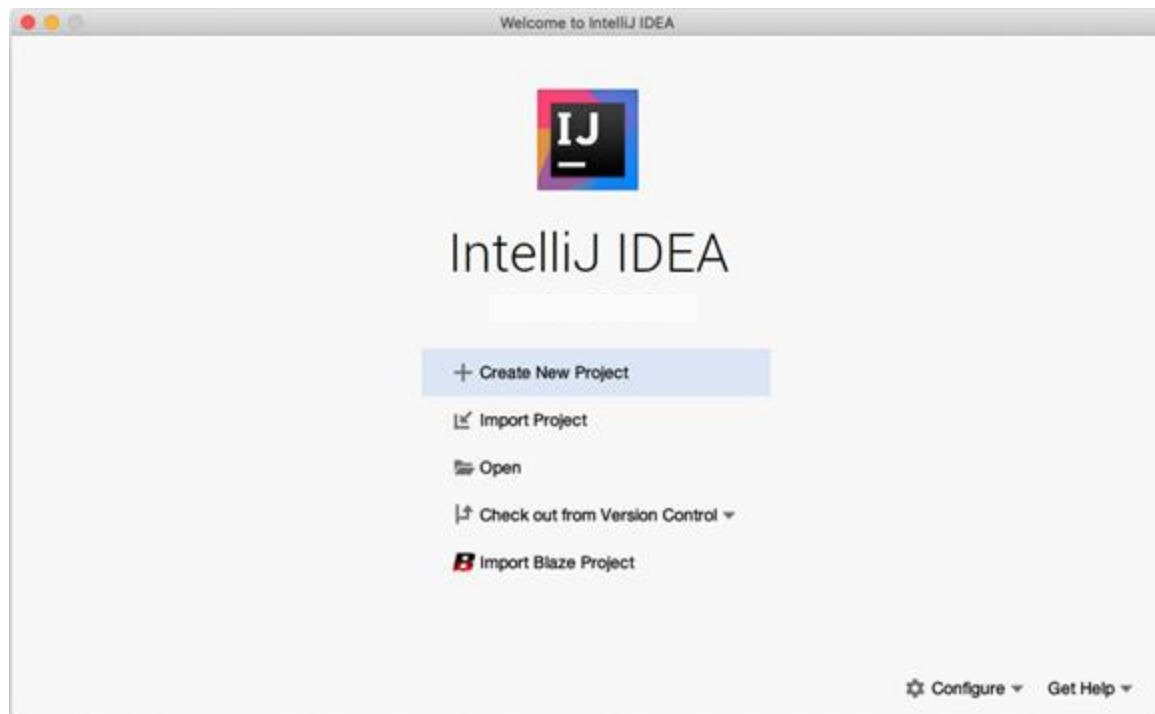 Welcome to IntelliJ IDEA
IJ
IntelliJ IDEA
Create New Project
Import Project
Open
Check out from Version Control
Import Blaze Project
Configure Get Help